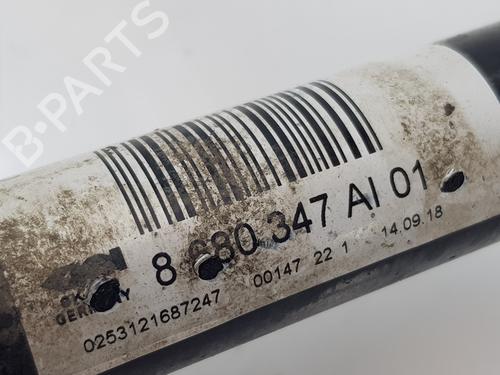 B-PARTS
8 680 347 AI 01
GERMANY
00147 22 1 14.09.18
0253121687247